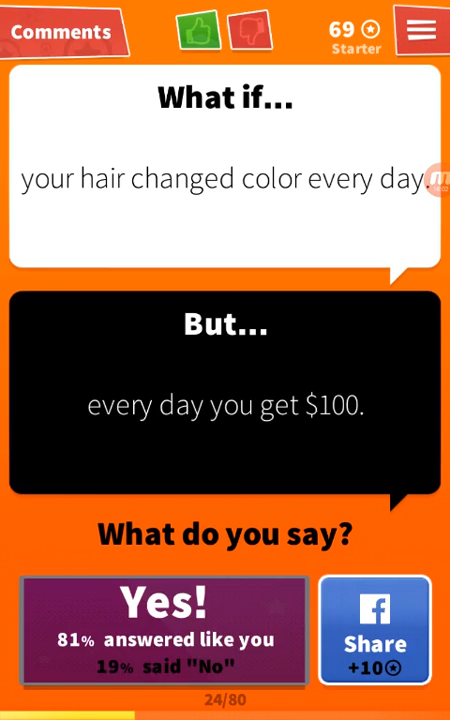 Comments
69
Starter
What if...
your hair changed color every day.
But...
every day you get $100.
What do you say?
Yes!
81% answered like you
19% said "No"
Share
+10
24/80